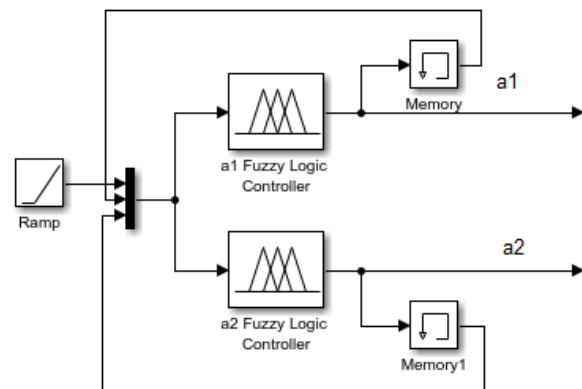 Memory
a1
a1 Fuzzy Logic
Controller
Ramp
a2
a2 Fuzzy Logic
Controller
Memory1